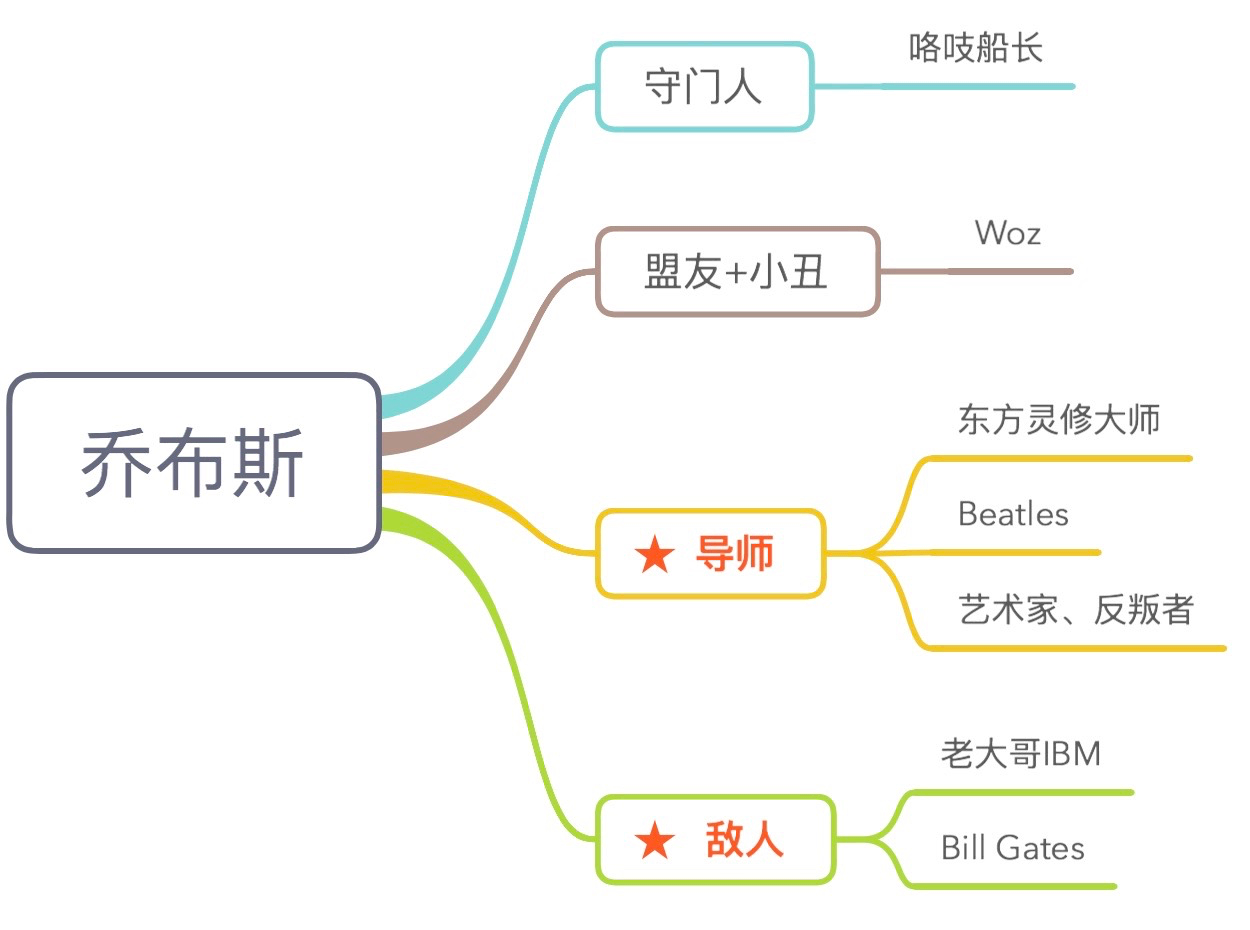 乔布斯
守门人
咯吱船长
盟友+小丑
Woz
★ 导师
东方灵修大师
Beatles
艺术家、反叛者
★ 敌人
老大哥IBM
Bill Gates